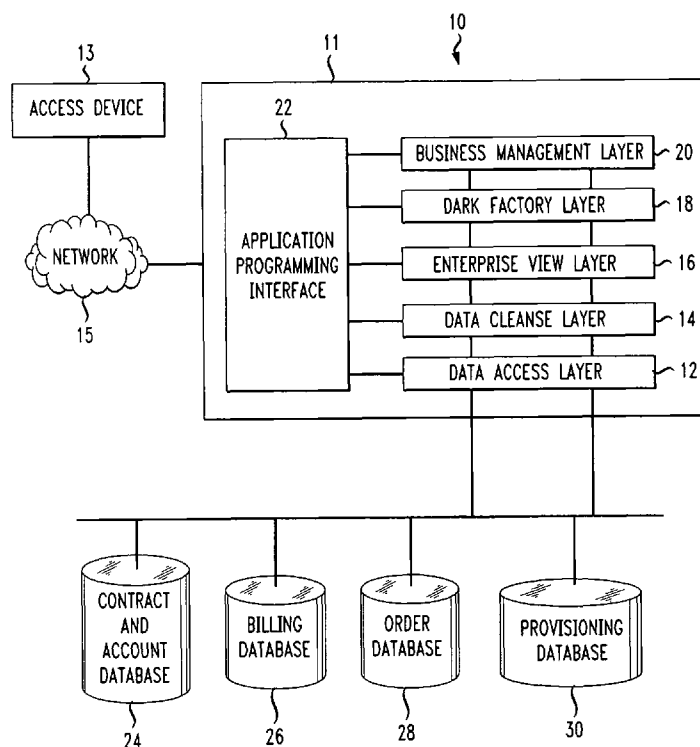 10
13
11
ACCESS DEVICE
22
BUSINESS MANAGEMENT LAYER
20
DARK FACTORY LAYER
18
NETWORK
APPLICATION
PROGRAMMING
INTERFACE
ENTERPRISE VIEW LAYER
16
15
DATA CLEANSE LAYER
14
DATA ACCESS LAYER
12
CONTRACT
AND
ACCOUNT
DATABASE
BILLING
DATABASE
ORDER
DATABASE
PROVISIONING
DATABASE
24
26
28
30